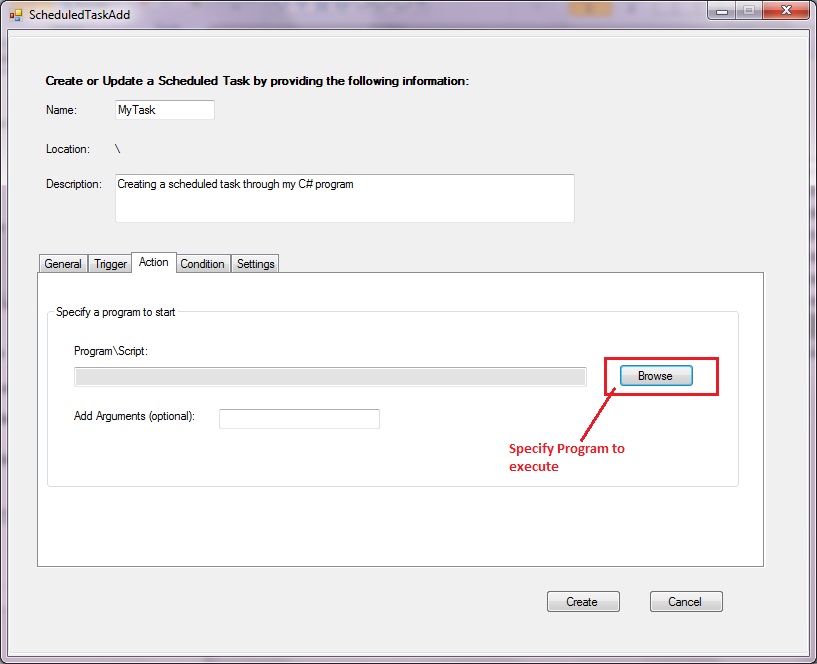 ScheduledTaskAdd
Create or Update a Scheduled Task by providing the following information:
Name: MyTask
Location: \
Description: Creating a scheduled task through my C# program
General Trigger Action Condition Settings
Specify a program to start
Program\Script:
Browse
Add Arguments (optional):
Specify Program to
execute
Create Cancel